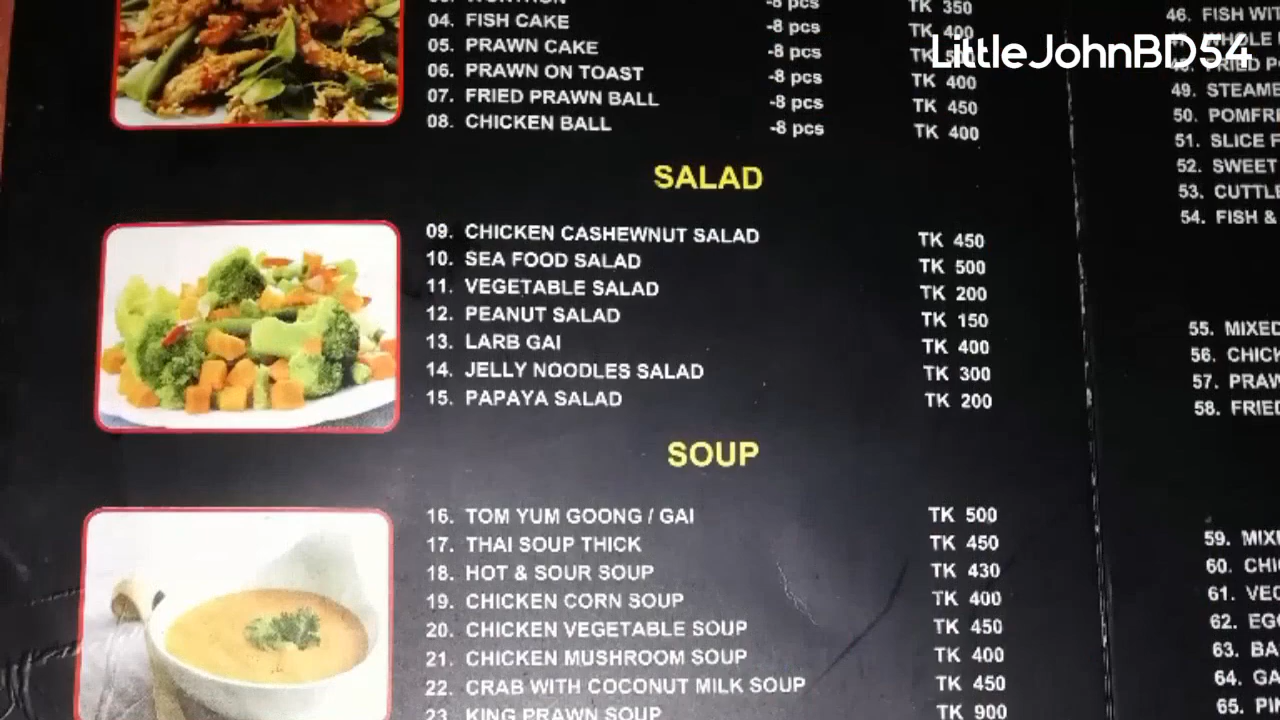 LittleJohnBD54
-8 pcs TK 350
04. FISH CAKE -8 pcs TK 400
05. PRAWN CAKE -8 pcs TK
06. PRAWN ON TOAST -8 pcs TK 400
07. FRIED PRAWN BALL -8 pcs TK 450
08. CHICKEN BALL -8 pcs TK 400
SALAD
09. CHICKEN CASHEWNUT SALAD TK 450
10. SEA FOOD SALAD TK 500
11. VEGETABLE SALAD TK 200
12. PEANUT SALAD TK 150
13. LARB GAI TK 400
14. JELLY NOODLES SALAD TK 300
15. PAPAYA SALAD TK 200
SOUP
16. TOM YUM GOONG / GAI TK 500
17. THAI SOUP THICK TK 450
18. HOT & SOUR SOUP TK 430
19. CHICKEN CORN SOUP TK 400
20. CHICKEN VEGETABLE SOUP TK 450
21. CHICKEN MUSHROOM SOUP TK 400
22. CRAB WITH COCONUT MILK SOUP TK 450
23. KING PRAWN SOUP TK 900
46. FISH WIT
WHOLE
FRIED P
49. STEAME
50. POMFRE
51. SLICE F
52. SWEET
53. CUTTLE
54. FISH &
55. MIXED
56. CHICK
57. PRAW
58. FRIED
59. MIX
60. CHI
61. VEG
62. EG
63. BA
64. GA
65. PI